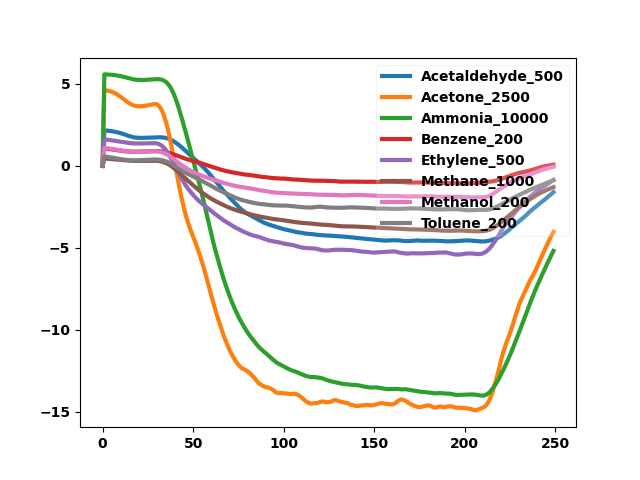 Acetaldehyde_500
Acetone_2500
Ammonia_10000
Benzene_200
Ethylene_500
Methane_1000
Methanol_200
Toluene_200
5
0
−5
−10
−15
0 50 100 150 200 250